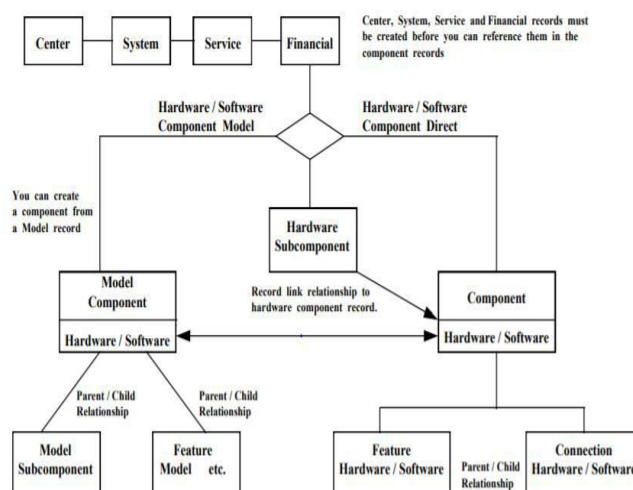 Center
System
Service
Financial
Center, System, Service and Financial records must
be created before you can reference them in the
component records
Hardware / Software
Component Model
Hardware / Software
Component Direct
You can create
a component from
a Model record
Hardware
Subcomponent
Model
Component
Hardware / Software
Record link relationship to
hardware component record.
Component
Hardware / Software
Parent / Child
Relationship
Parent / Child
Relationship
Model
Subcomponent
Feature
Model etc.
Feature
Hardware / Software
Parent / Child
Relationship
Connection
Hardware / Software